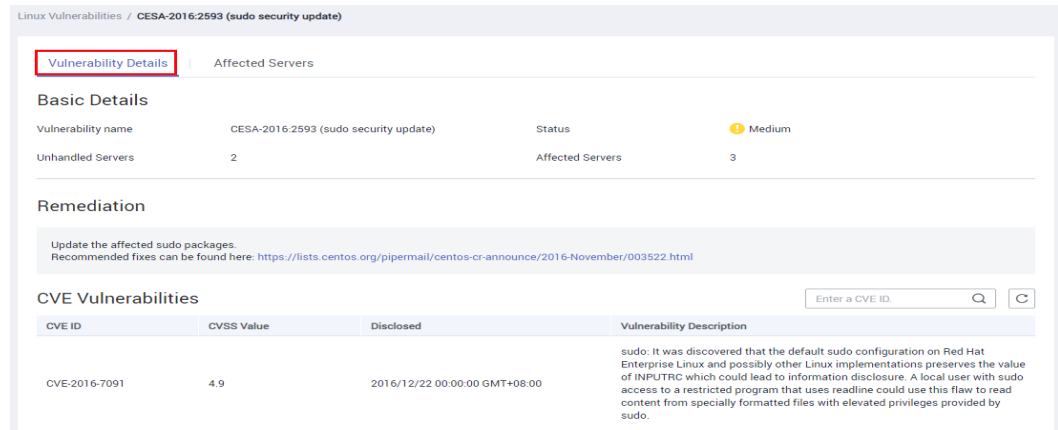 Linux Vulnerabilities / CESA-2016:2593 (sudo security update)
Vulnerability Details | Affected Servers
Basic Details
Vulnerability name CESA-2016:2593 (sudo security update) Status Medium
Unhandled Servers 2 Affected Servers 3
Remediation
Update the affected sudo packages.
Recommended fixes can be found here: https://lists.centos.org/pipermail/centos-cr-announce/2016-November/003522.html
CVE Vulnerabilities Enter a CVE ID.
CVE ID CVSS Value Disclosed Vulnerability Description
CVE-2016-7091 4.9 2016/12/22 00:00:00 GMT+08:00
sudo: It was discovered that the default sudo configuration on Red Hat
Enterprise Linux and possibly other Linux implementations preserves the value
of INPUTRC which could lead to information disclosure. A local user with sudo
access to a restricted program that uses readline could use this flaw to read
content from specially formatted files with elevated privileges provided by
sudo.